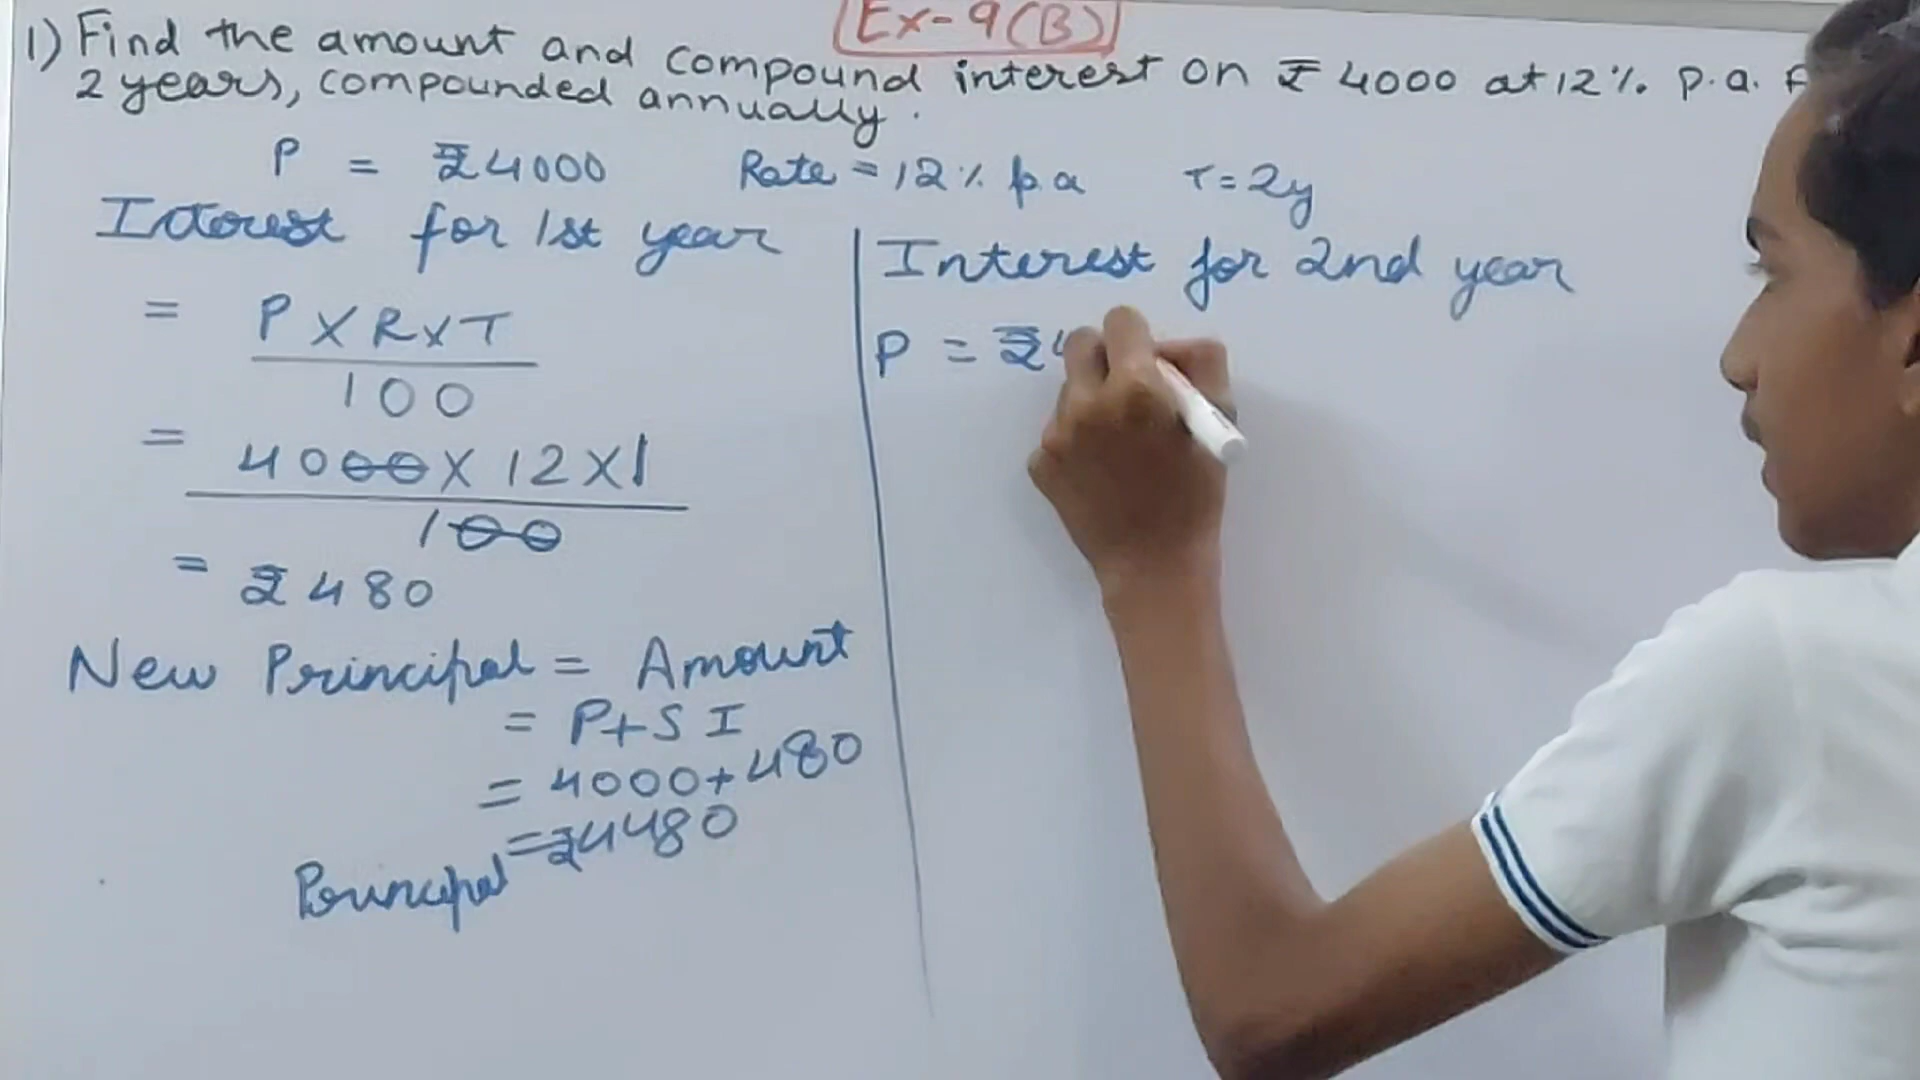 Ex-9(B)
1) Find the amount and compound interest on ₹ 4000 at 12% p.a.
2 years, compounded annually.
P = ₹4000 Rate = 12% p.a T=2y
Interest for 1st year
= P X R X T
100
= 4000 X 12 X 1
100
= ₹ 480
New Principal = Amount
= P+S I
= 4000+480
=₹4480
Principal
Interest for 2nd year
P = ₹4